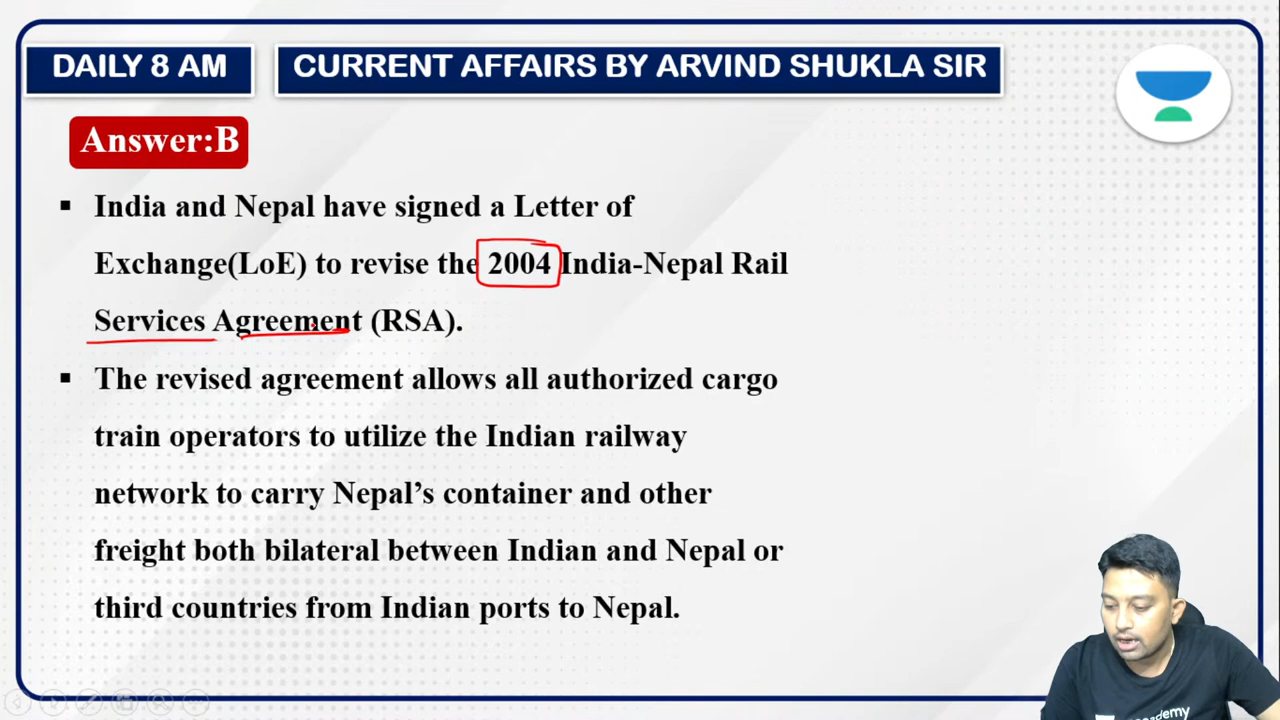 DAILY 8 AM
CURRENT AFFAIRS BY ARVIND SHUKLA SIR
Answer:B
▪ India and Nepal have signed a Letter of
Exchange(LoE) to revise the 2004 India-Nepal Rail
Services Agreement (RSA).
▪ The revised agreement allows all authorized cargo
train operators to utilize the Indian railway
network to carry Nepal’s container and other
freight both bilateral between Indian and Nepal or
third countries from Indian ports to Nepal.